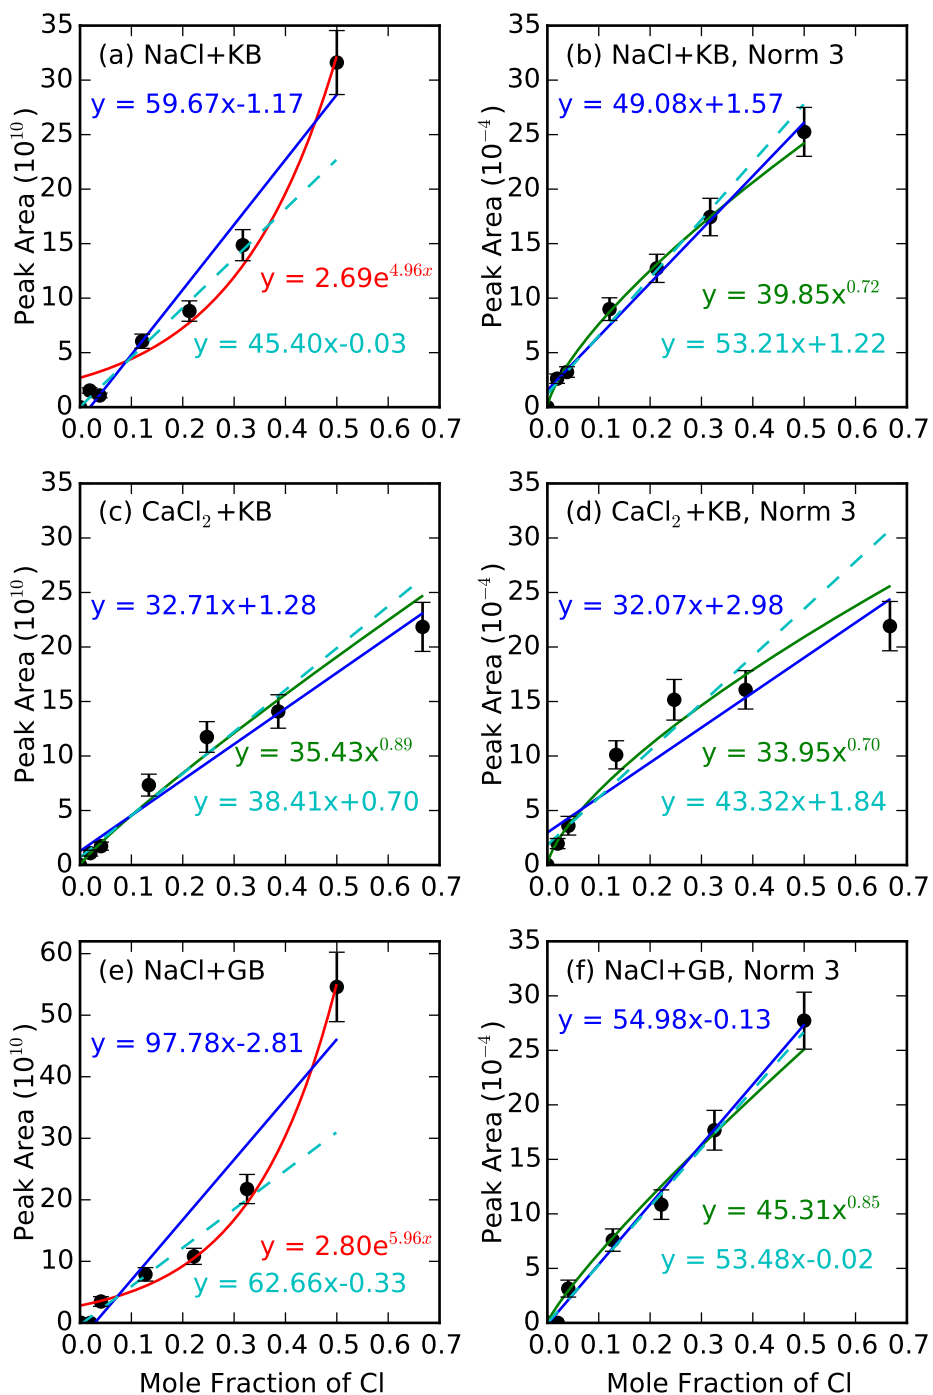 (a) NaCl+KB
y = 59.67x-1.17
y = 2.69e^{4.96x}
y = 45.40x-0.03
Peak Area (10^{10})
35
30
25
20
15
10
5
0
0.0 0.1 0.2 0.3 0.4 0.5 0.6 0.7
(b) NaCl+KB, Norm 3
y = 49.08x+1.57
y = 39.85x^{0.72}
y = 53.21x+1.22
Peak Area (10^{−4})
35
30
25
20
15
10
5
0
0.0 0.1 0.2 0.3 0.4 0.5 0.6 0.7
(c) CaCl₂+KB
y = 32.71x+1.28
y = 35.43x^{0.89}
y = 38.41x+0.70
Peak Area (10^{10})
35
30
25
20
15
10
5
0
0.0 0.1 0.2 0.3 0.4 0.5 0.6 0.7
(d) CaCl₂+KB, Norm 3
y = 32.07x+2.98
y = 33.95x^{0.70}
y = 43.32x+1.84
Peak Area (10^{−4})
35
30
25
20
15
10
5
0
0.0 0.1 0.2 0.3 0.4 0.5 0.6 0.7
(e) NaCl+GB
y = 97.78x-2.81
y = 2.80e^{5.96x}
y = 62.66x-0.33
Peak Area (10^{10})
60
50
40
30
20
10
0
0.0 0.1 0.2 0.3 0.4 0.5 0.6 0.7
Mole Fraction of Cl
(f) NaCl+GB, Norm 3
y = 54.98x-0.13
y = 45.31x^{0.85}
y = 53.48x-0.02
Peak Area (10^{−4})
35
30
25
20
15
10
5
0
0.0 0.1 0.2 0.3 0.4 0.5 0.6 0.7
Mole Fraction of Cl